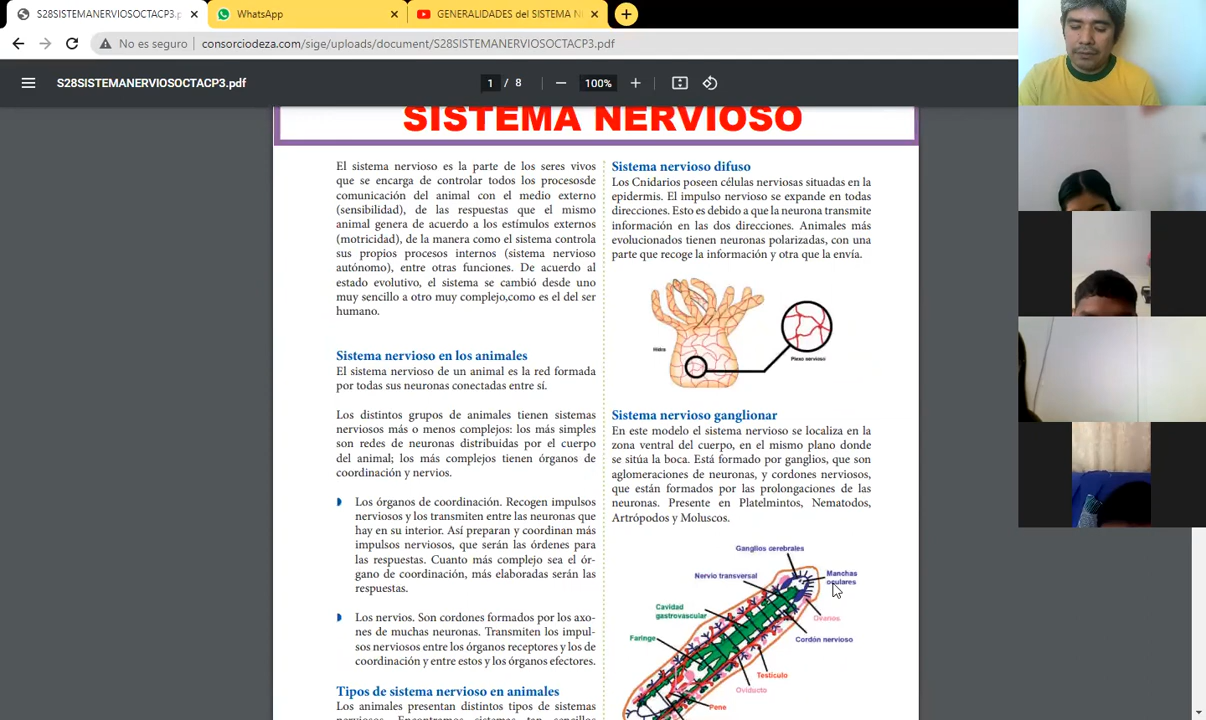 S28SISTEMANERVIOSOCTACP3.p
WhatsApp
GENERALIDADES del SISTEMA N
No es seguro
consorciodeza.com/sige/uploads/document/S28SISTEMANERVIOSOCTACP3.pdf
S28SISTEMANERVIOSOCTACP3.pdf
1 / 8
100%
SISTEMA NERVIOSO
El sistema nervioso es la parte de los seres vivos
que se encarga de controlar todos los procesosde
comunicación del animal con el medio externo
(sensibilidad), de las respuestas que el mismo
animal genera de acuerdo a los estímulos externos
(motricidad), de la manera como el sistema controla
sus propios procesos internos (sistema nervioso
autónomo), entre otras funciones. De acuerdo al
estado evolutivo, el sistema se cambió desde uno
muy sencillo a otro muy complejo,como es el del ser
humano.
Sistema nervioso en los animales
El sistema nervioso de un animal es la red formada
por todas sus neuronas conectadas entre sí.
Los distintos grupos de animales tienen sistemas
nerviosos más o menos complejos: los más simples
son redes de neuronas distribuidas por el cuerpo
del animal; los más complejos tienen órganos de
coordinación y nervios.
Los órganos de coordinación. Recogen impulsos
nerviosos y los transmiten entre las neuronas que
hay en su interior. Así preparan y coordinan más
impulsos nerviosos, que serán las órdenes para
las respuestas. Cuanto más complejo sea el ór-
gano de coordinación, más elaboradas serán las
respuestas.
Los nervios. Son cordones formados por los axo-
nes de muchas neuronas. Transmiten los impul-
sos nerviosos entre los órganos receptores y los de
coordinación y entre estos y los órganos efectores.
Tipos de sistema nervioso en animales
Los animales presentan distintos tipos de sistemas
nerviosos. Encontramos sistemas tan sencillos
Sistema nervioso difuso
Los Cnidarios poseen células nerviosas situadas en la
epidermis. El impulso nervioso se expande en todas
direcciones. Esto es debido a que la neurona transmite
información en las dos direcciones. Animales más
evolucionados tienen neuronas polarizadas, con una
parte que recoge la información y otra que la envía.
Hidra
Plexo nervioso
Sistema nervioso ganglionar
En este modelo el sistema nervioso se localiza en la
zona ventral del cuerpo, en el mismo plano donde
se sitúa la boca. Está formado por ganglios, que son
aglomeraciones de neuronas, y cordones nerviosos,
que están formados por las prolongaciones de las
neuronas. Presente en Platelmintos, Nematodos,
Artrópodos y Moluscos.
Ganglios cerebrales
Nervio transversal
Manchas
oculares
Cavidad
gastrovascular
Ovarios
Faringe
Cordón nervioso
Testículo
Oviducto
Pene